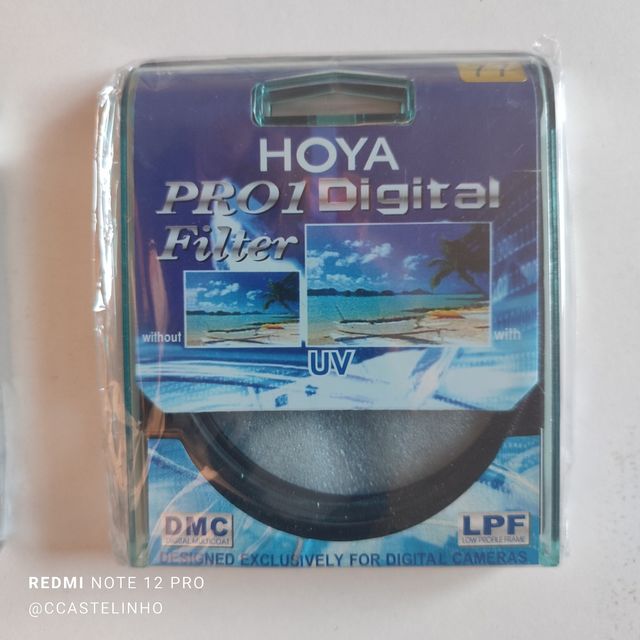 77
HOYA
PRO1 Digital
Filter
without
with
UV
DMC
DIGITAL MULTICOAT
LPF
LOW PROFILE FRAME
DESIGNED EXCLUSIVELY FOR DIGITAL CAMERAS
REDMI NOTE 12 PRO
@CCASTELINHO